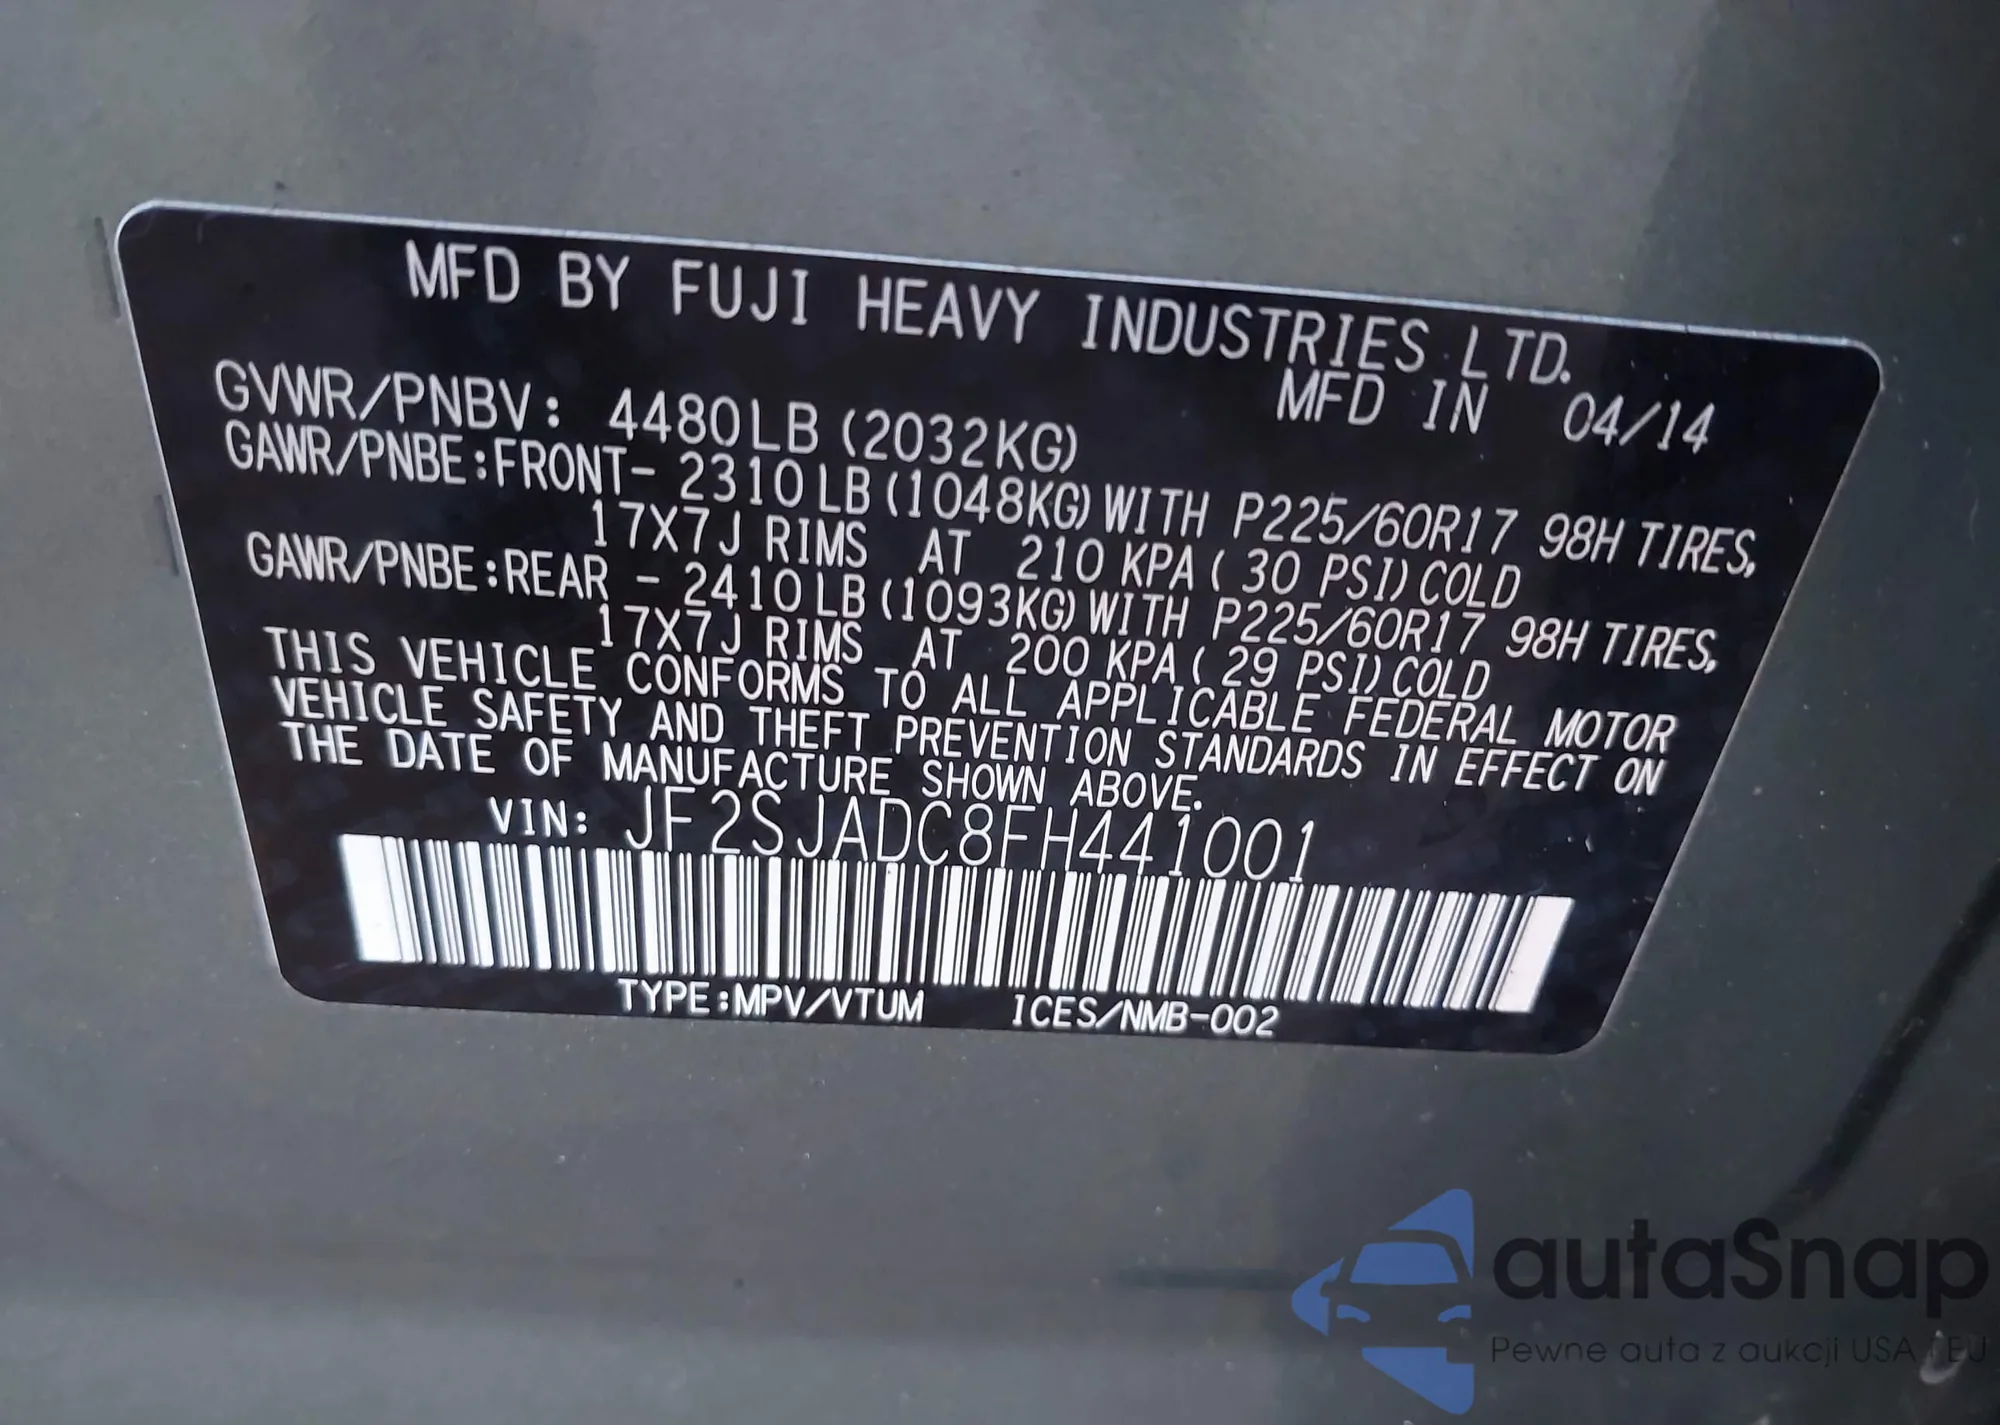 MFD BY FUJI HEAVY INDUSTRIES LTD.
MFD IN 04/14
GVWR/PNBV: 4480LB (2032KG)
GAWR/PNBE:FRONT- 2310LB(1048KG)WITH P225/60R17 98H TIRES,
17X7J RIMS AT 210 KPA( 30 PSI)COLD
GAWR/PNBE:REAR - 2410LB(1093KG)WITH P225/60R17 98H TIRES,
17X7J RIMS AT 200 KPA( 29 PSI)COLD
THIS VEHICLE CONFORMS TO ALL APPLICABLE FEDERAL MOTOR
VEHICLE SAFETY AND THEFT PREVENTION STANDARDS IN EFFECT ON
THE DATE OF MANUFACTURE SHOWN ABOVE.
VIN: JF2SJADC8FH441001
TYPE:MPV/VTUM ICES/NMB-002
autaSnap
Pewne auta z aukcji USA i EU